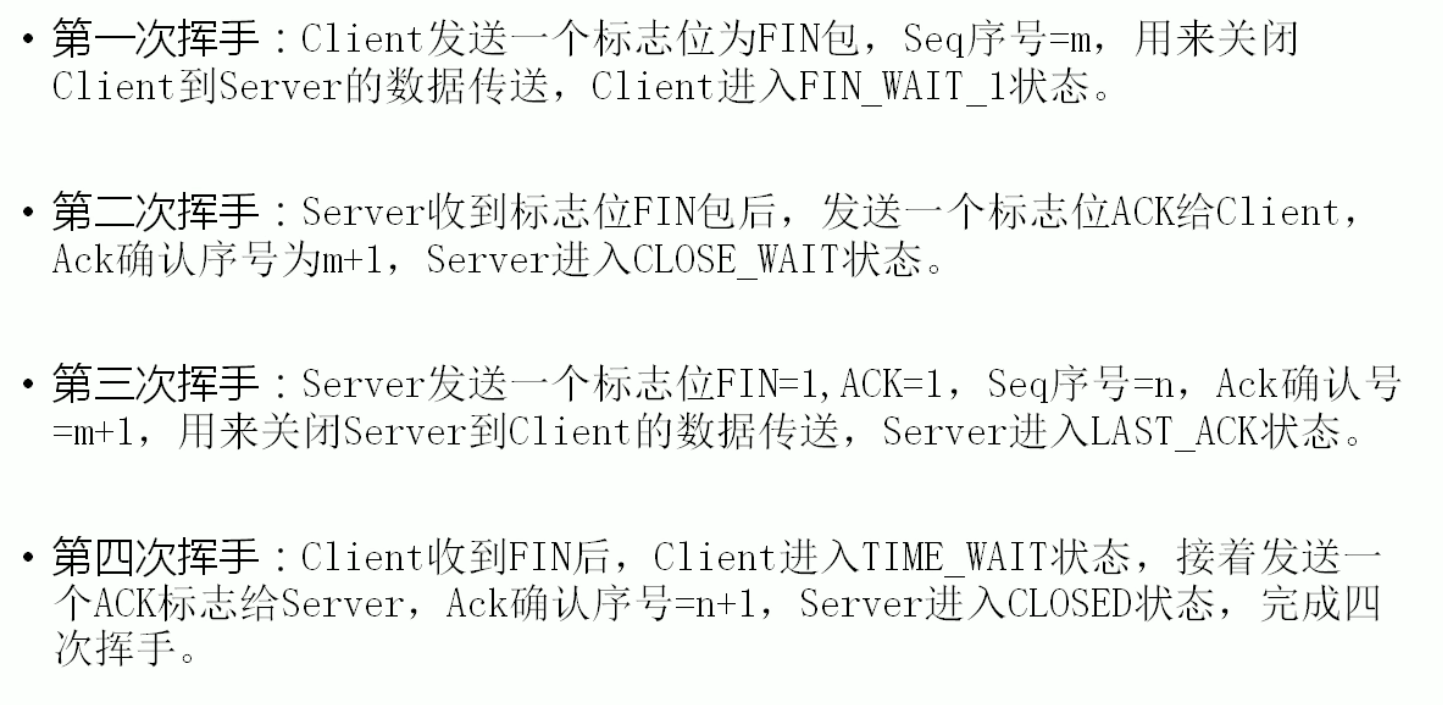 • 第一次挥手：Client发送一个标志位为FIN包，Seq序号=m，用来关闭
Client到Server的数据传送，Client进入FIN_WAIT_1状态。
• 第二次挥手：Server收到标志位FIN包后，发送一个标志位ACK给Client，
Ack确认序号为m+1，Server进入CLOSE_WAIT状态。
• 第三次挥手：Server发送一个标志位FIN=1,ACK=1，Seq序号=n，Ack确认号
=m+1，用来关闭Server到Client的数据传送，Server进入LAST_ACK状态。
• 第四次挥手：Client收到FIN后，Client进入TIME_WAIT状态，接着发送一
个ACK标志给Server，Ack确认序号=n+1，Server进入CLOSED状态，完成四
次挥手。